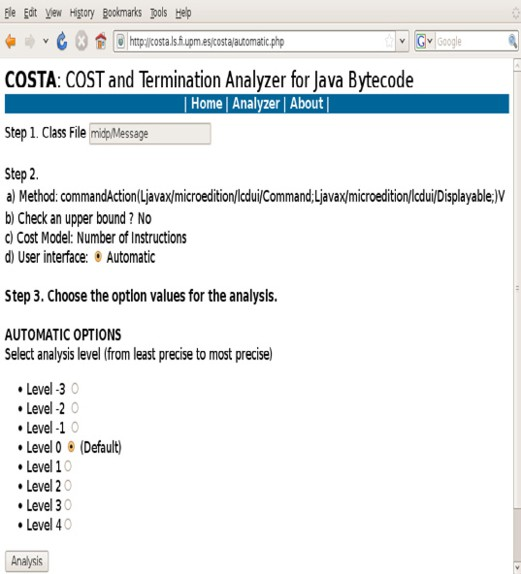 File Edit View History Bookmarks Tools Help
http://costa.ls.fi.upm.es/costa/automatic.php
G Google
COSTA: COST and Termination Analyzer for Java Bytecode
| Home | Analyzer | About |
Step 1. Class File midp/Message
Step 2.
a) Method: commandAction(Ljavax/microedition/lcdui/Command;Ljavax/microedition/lcdui/Displayable;)V
b) Check an upper bound ? No
c) Cost Model: Number of Instructions
d) User interface: Automatic
Step 3. Choose the option values for the analysis.
AUTOMATIC OPTIONS
Select analysis level (from least precise to most precise)
• Level -3
• Level -2
• Level -1
• Level 0 (Default)
• Level 1
• Level 2
• Level 3
• Level 4
Analysis